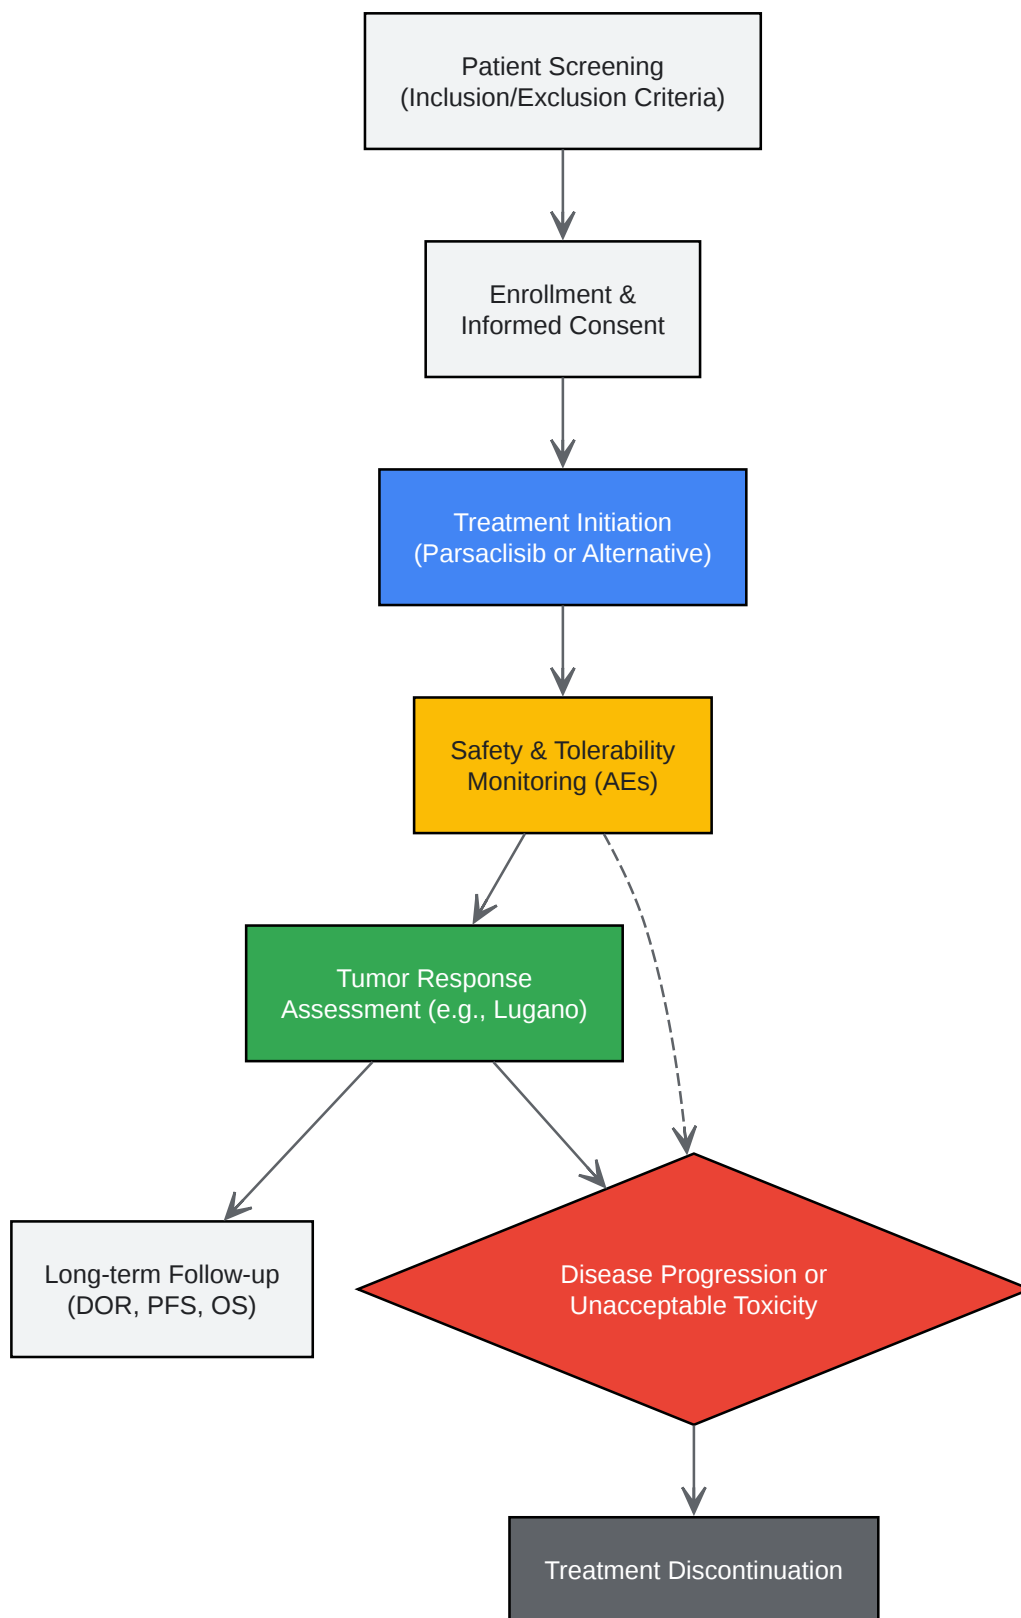 Patient Screening
(Inclusion/Exclusion Criteria)
Enrollment &
Informed Consent
Treatment Initiation
(Parsaclisib or Alternative)
Safety & Tolerability
Monitoring (AEs)
Tumor Response
Assessment (e.g., Lugano)
Long-term Follow-up
(DOR, PFS, OS)
Disease Progression or
Unacceptable Toxicity
Treatment Discontinuation